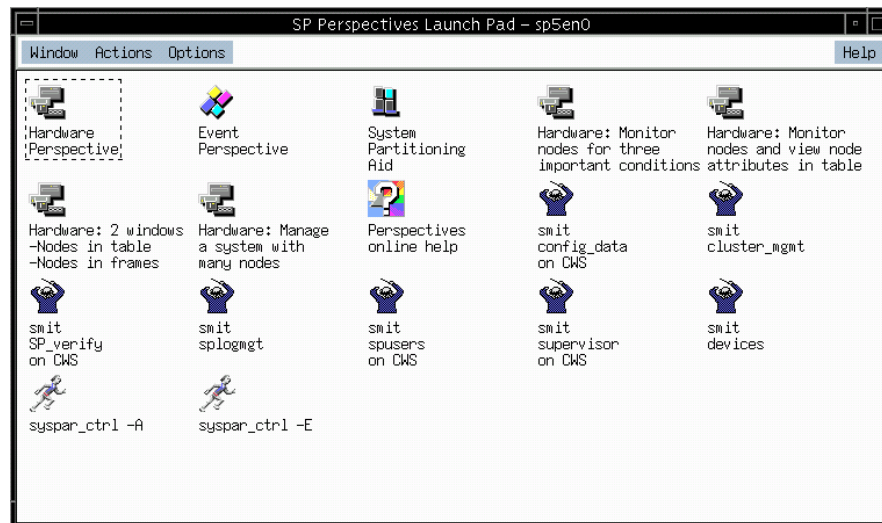 SP Perspectives Launch Pad – sp5en0
Window Actions Options Help
Hardware
Perspective
Event
Perspective
System
Partitioning
Aid
Hardware: Monitor
nodes for three
important conditions
Hardware: Monitor
nodes and view node
attributes in table
Hardware: 2 windows
-Nodes in table
-Nodes in frames
Hardware: Manage
a system with
many nodes
Perspectives
online help
smit
config_data
on CWS
smit
cluster_mgmt
smit
SP_verify
on CWS
smit
splogmgt
smit
spusers
on CWS
smit
supervisor
on CWS
smit
devices
syspar_ctrl -A
syspar_ctrl -E